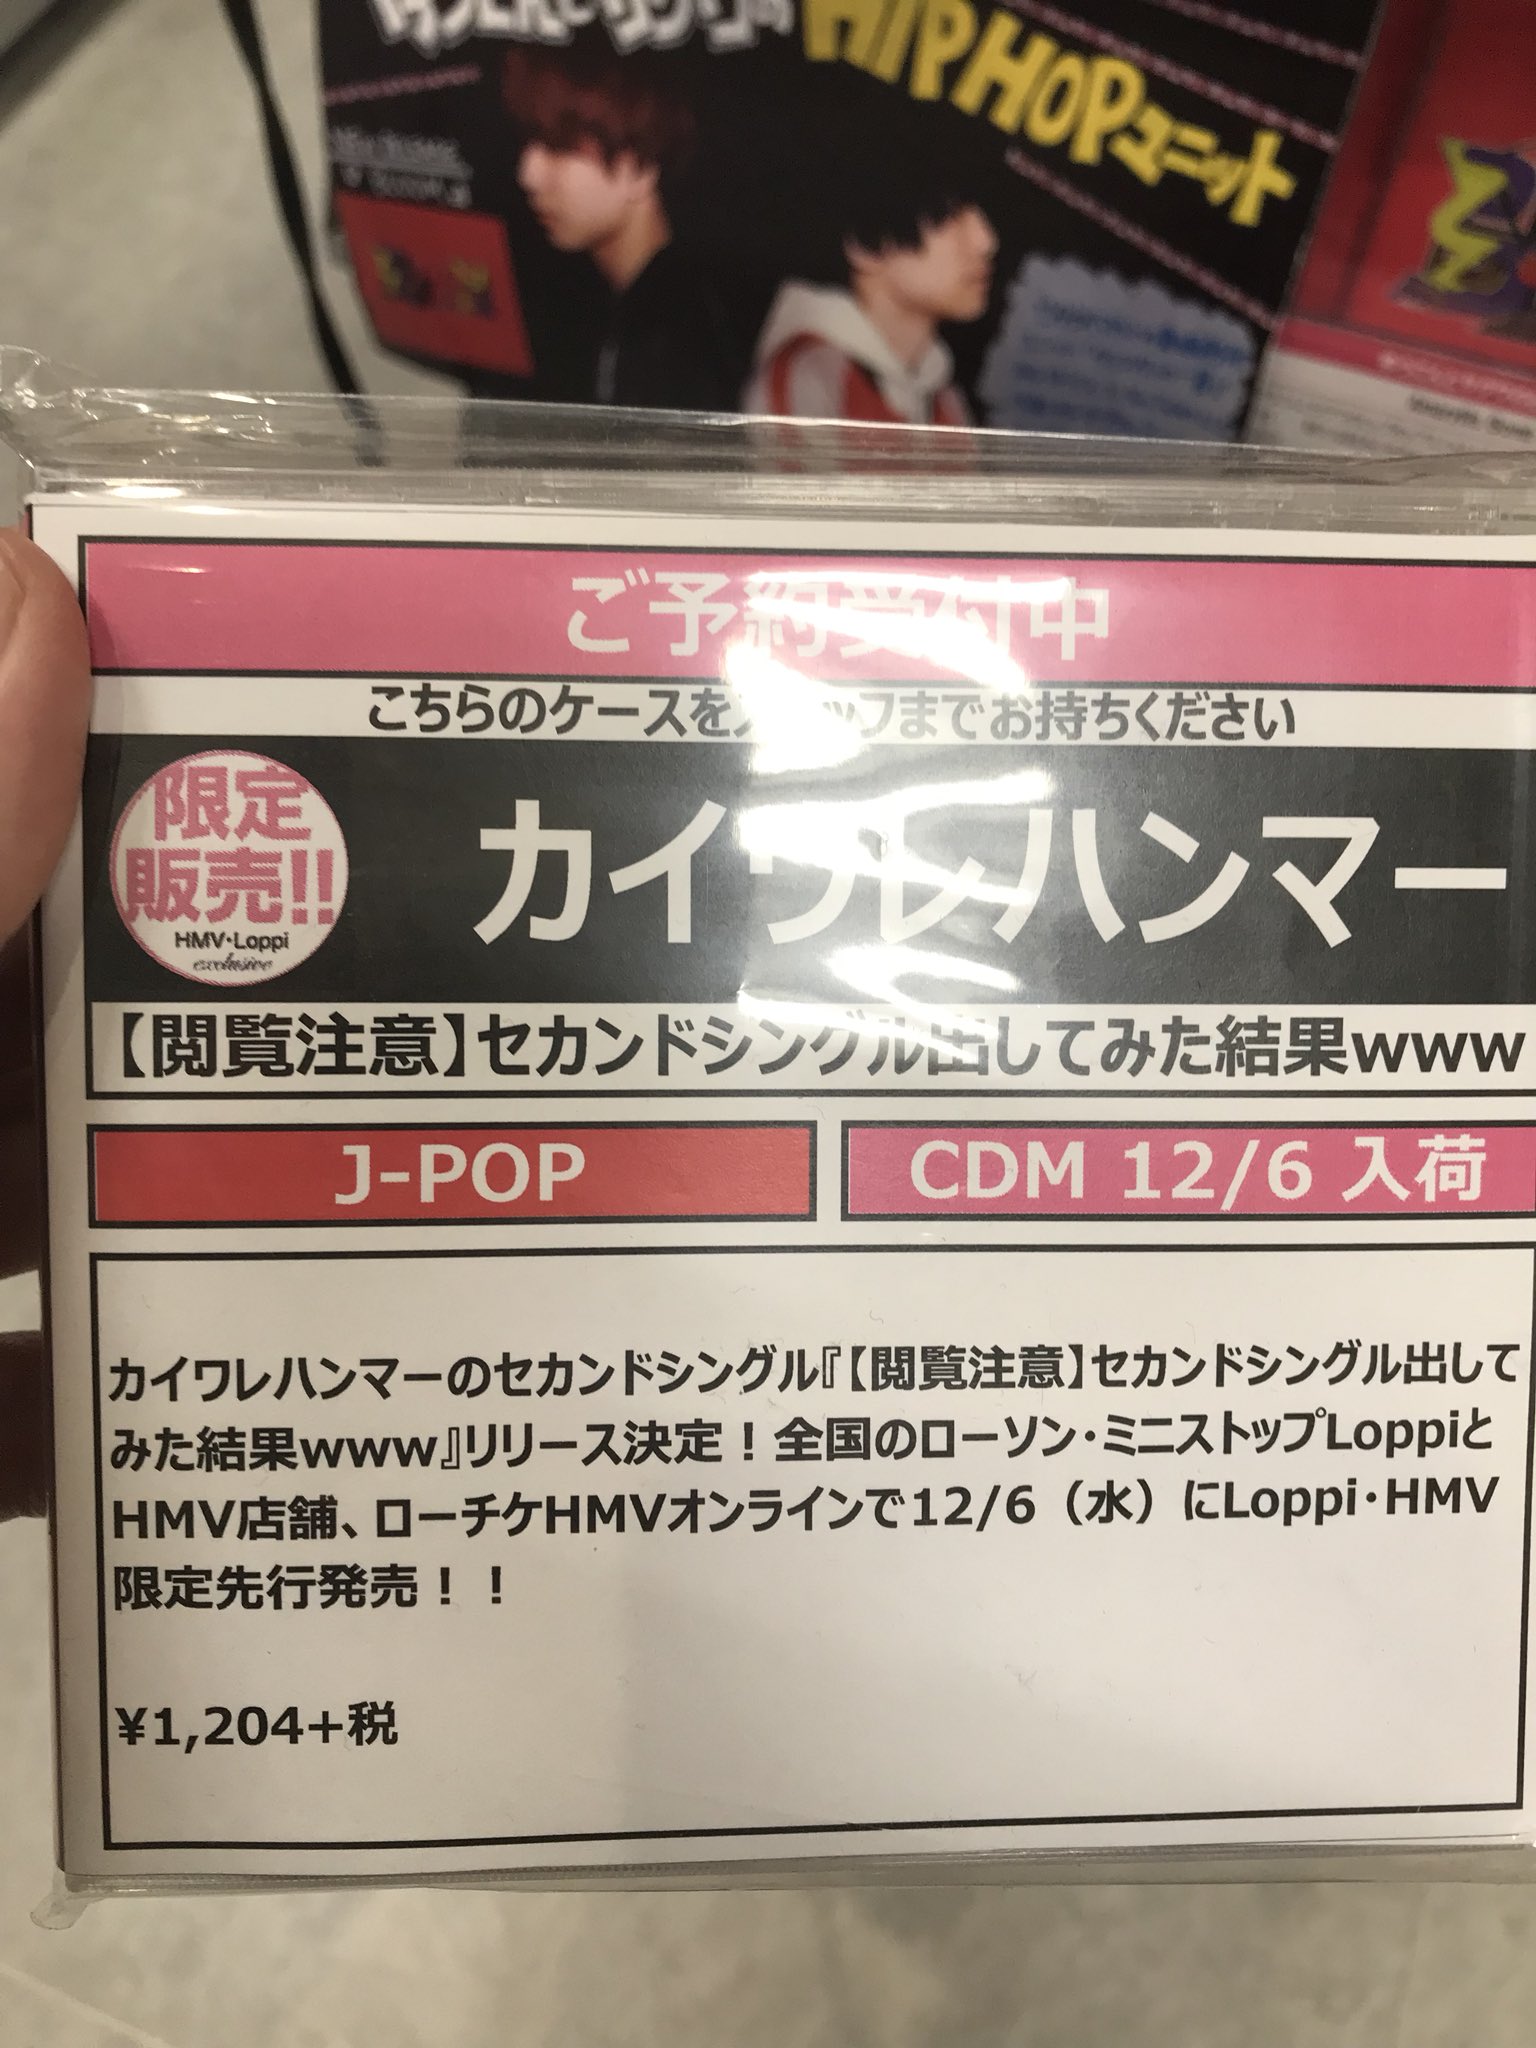 HIPHOPユニット
ご予約受付中
こちらのケースをスタッフまでお持ちください
限定
販売!!
HMV・Loppi
exclusive
カイワレハンマー
【閲覧注意】セカンドシングル出してみた結果www
J-POP
CDM 12/6 入荷
カイワレハンマーのセカンドシングル『【閲覧注意】セカンドシングル出して
みた結果www』リリース決定！全国のローソン・ミニストップLoppiと
HMV店舗、ローチケHMVオンラインで12/6（水）にLoppi・HMV
限定先行発売！！
¥1,204+税